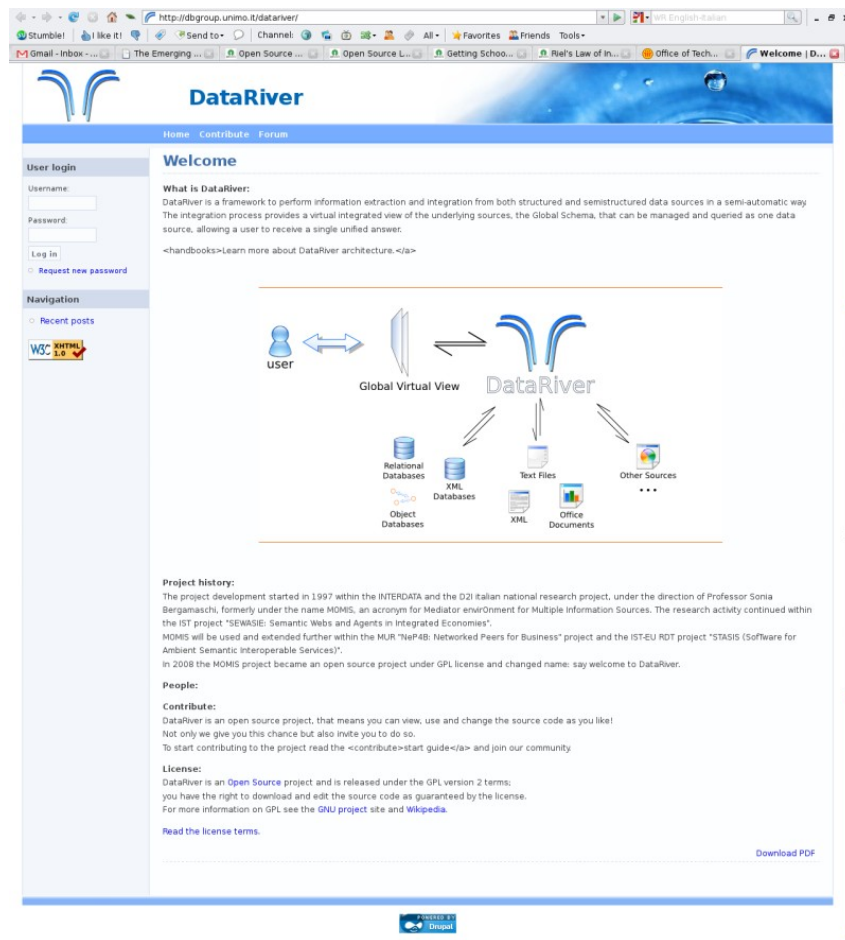 http://dbgroup.unimo.it/datariver/
wR English-Italian
Stumble! I like it! Send to Channel: All Favorites Friends Tools
Gmail - Inbox - ... The Emerging ... Open Source ... Open Source L... Getting Schoo... Riel's Law of In... Office of Tech... Welcome | D...
DataRiver
Home Contribute Forum
User login
Username:
Password:
Log in
Request new password
Navigation
Recent posts
W3C XHTML 1.0
Welcome
What is DataRiver:
DataRiver is a framework to perform information extraction and integration from both structured and semistructured data sources in a semi-automatic way.
The integration process provides a virtual integrated view of the underlying sources, the Global Schema, that can be managed and queried as one data
source, allowing a user to receive a single unified answer.
<handbooks>Learn more about DataRiver architecture.</a>
user
Global Virtual View
DataRiver
Relational
Databases
XML
Databases
Object
Databases
Text Files
XML
Office
Documents
Other Sources
...
Project history:
The project development started in 1997 within the INTERDATA and the D2I italian national research project, under the direction of Professor Sonia
Bergamaschi, formerly under the name MOMIS, an acronym for Mediator envirOnment for Multiple Information Sources. The research activity continued within
the IST project "SEWASIE: Semantic Webs and Agents in Integrated Economies".
MOMIS will be used and extended further within the MUR "NeP4B: Networked Peers for Business" project and the IST-EU RDT project "STASIS (SofTware for
Ambient Semantic Interoperable Services)".
In 2008 the MOMIS project became an open source project under GPL license and changed name: say welcome to DataRiver.
People:
Contribute:
DataRiver is an open source project, that means you can view, use and change the source code as you like!
Not only we give you this chance but also invite you to do so.
To start contributing to the project read the <contribute>start guide</a> and join our community.
License:
DataRiver is an Open Source project and is released under the GPL version 2 terms;
you have the right to download and edit the source code as guaranteed by the license.
For more information on GPL see the GNU project site and Wikipedia.
Read the license terms.
Download PDF
POWERED BY
Drupal